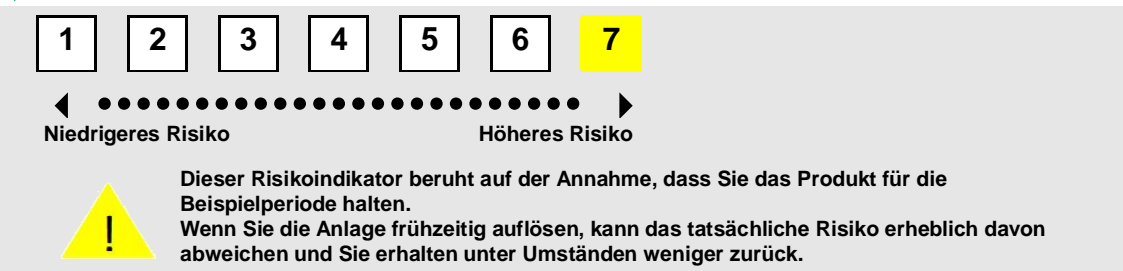 1 2 3 4 5 6 7
Niedrigeres Risiko Höheres Risiko
Dieser Risikoindikator beruht auf der Annahme, dass Sie das Produkt für die
Beispielperiode halten.
Wenn Sie die Anlage frühzeitig auflösen, kann das tatsächliche Risiko erheblich davon
abweichen und Sie erhalten unter Umständen weniger zurück.
!